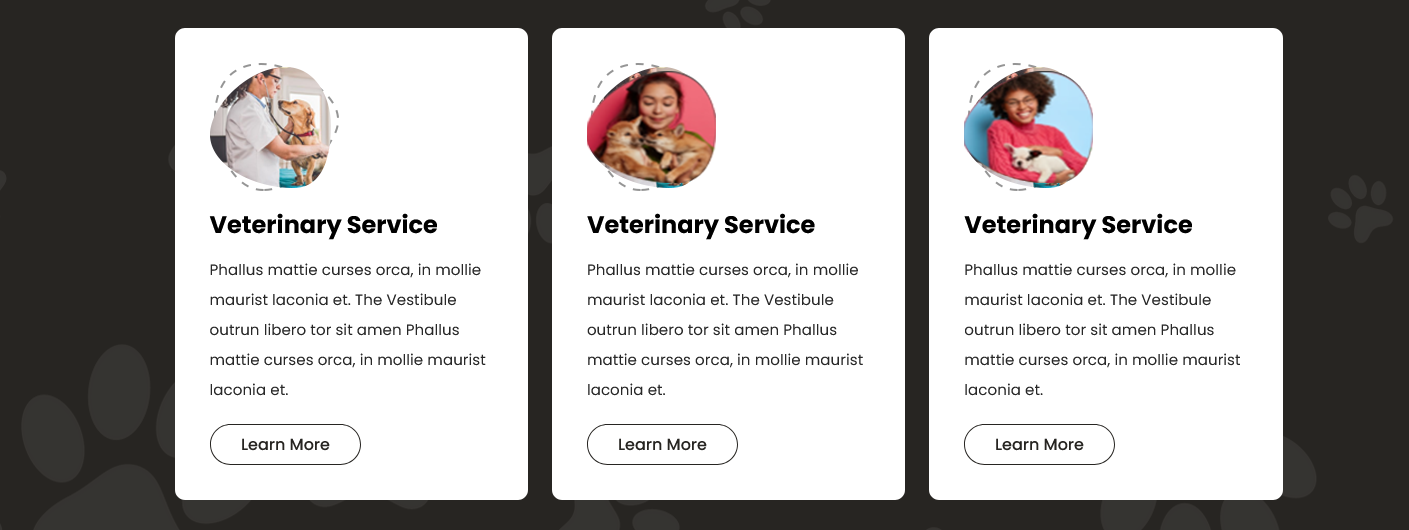 Veterinary Service
Phallus mattie curses orca, in mollie
maurist laconia et. The Vestibule
outrun libero tor sit amen Phallus
mattie curses orca, in mollie maurist
laconia et.
Learn More
Veterinary Service
Phallus mattie curses orca, in mollie
maurist laconia et. The Vestibule
outrun libero tor sit amen Phallus
mattie curses orca, in mollie maurist
laconia et.
Learn More
Veterinary Service
Phallus mattie curses orca, in mollie
maurist laconia et. The Vestibule
outrun libero tor sit amen Phallus
mattie curses orca, in mollie maurist
laconia et.
Learn More